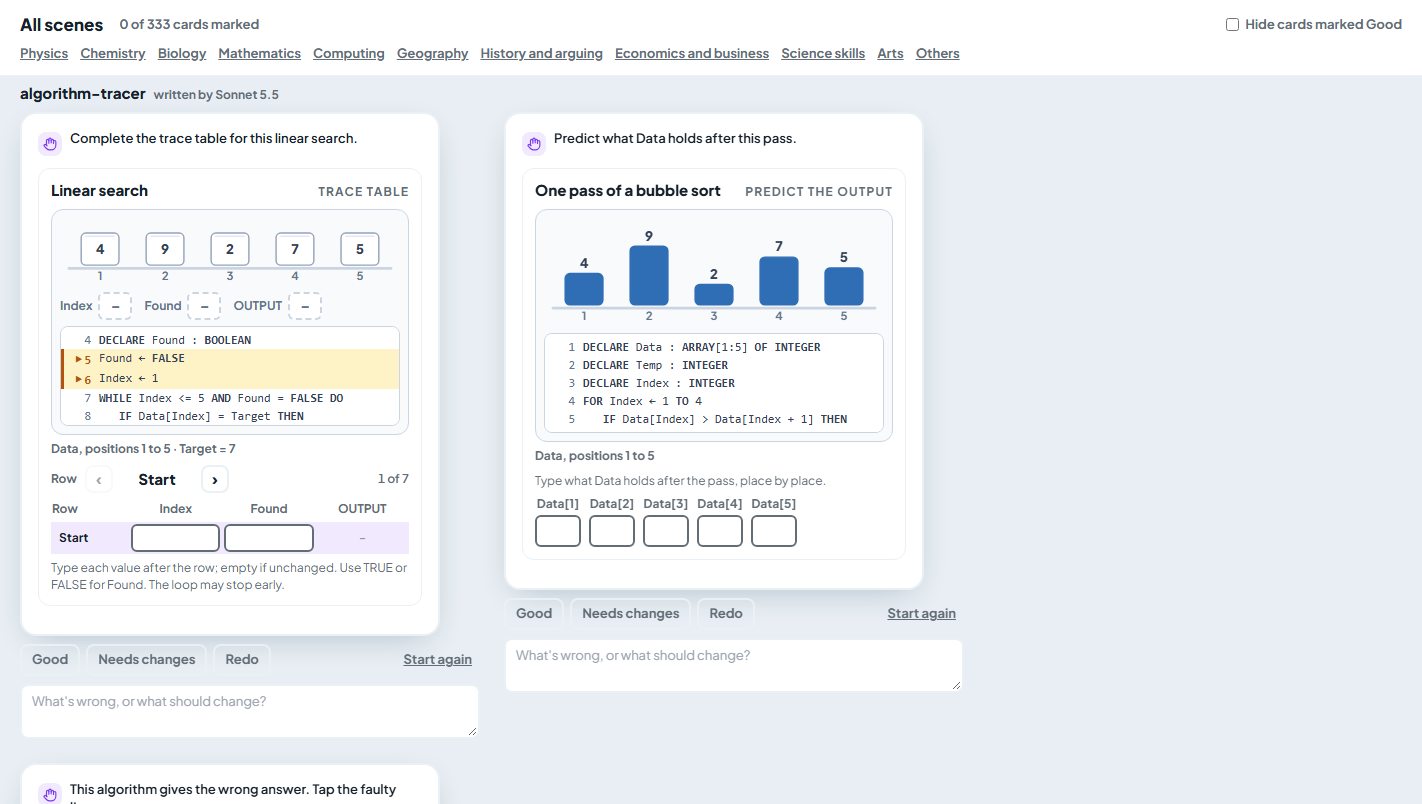 All scenes
0 of 333 cards marked
Hide cards marked Good
Physics Chemistry Biology Mathematics Computing Geography History and arguing Economics and business Science skills Arts Others
algorithm-tracer written by Sonnet 5.5
Complete the trace table for this linear search.
Linear search
TRACE TABLE
4 9 2 7 5
1 2 3 4 5
Index – Found – OUTPUT –
4 DECLARE Found : BOOLEAN
▶5 Found ← FALSE
▶6 Index ← 1
7 WHILE Index <= 5 AND Found = FALSE DO
8 IF Data[Index] = Target THEN
Data, positions 1 to 5 · Target = 7
Row ‹ Start › 1 of 7
Row Index Found OUTPUT
Start –
Type each value after the row; empty if unchanged. Use TRUE or
FALSE for Found. The loop may stop early.
Good Needs changes Redo Start again
What's wrong, or what should change?
Predict what Data holds after this pass.
One pass of a bubble sort
PREDICT THE OUTPUT
4 9 2 7 5
1 2 3 4 5
1 DECLARE Data : ARRAY[1:5] OF INTEGER
2 DECLARE Temp : INTEGER
3 DECLARE Index : INTEGER
4 FOR Index ← 1 TO 4
5 IF Data[Index] > Data[Index + 1] THEN
Data, positions 1 to 5
Type what Data holds after the pass, place by place.
Data[1] Data[2] Data[3] Data[4] Data[5]
Good Needs changes Redo Start again
What's wrong, or what should change?
This algorithm gives the wrong answer. Tap the faulty